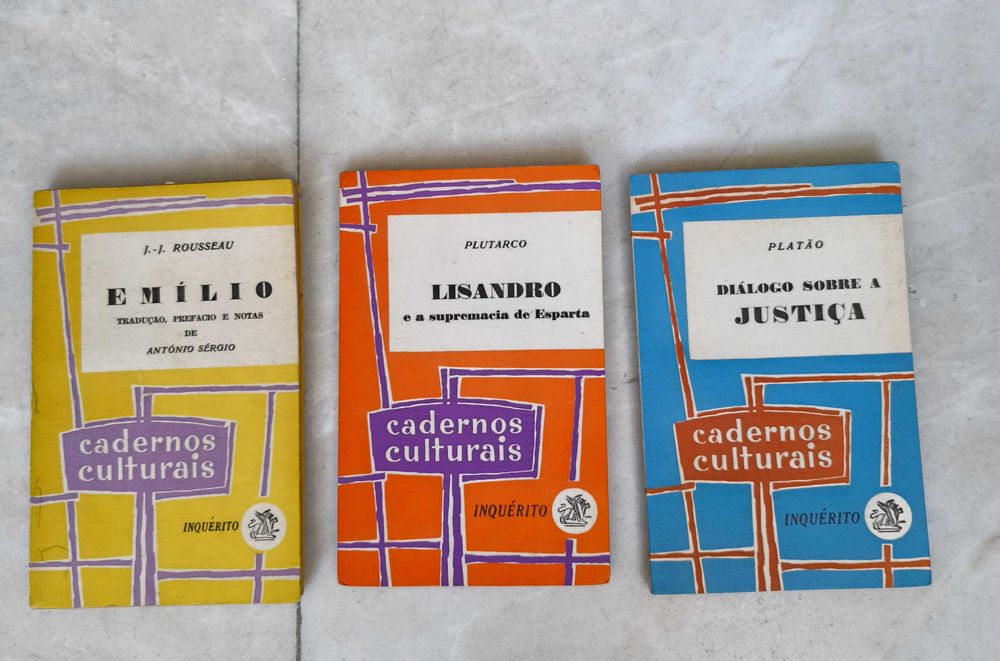 J.-J. ROUSSEAU
EMÍLIO
TRADUÇÃO, PREFÁCIO E NOTAS
DE
ANTÓNIO SÉRGIO
cadernos
culturais
INQUÉRITO
PLUTARCO
LISANDRO
e a supremacia de Esparta
cadernos
culturais
INQUÉRITO
PLATÃO
DIÁLOGO SOBRE A
JUSTIÇA
cadernos
culturais
INQUÉRITO